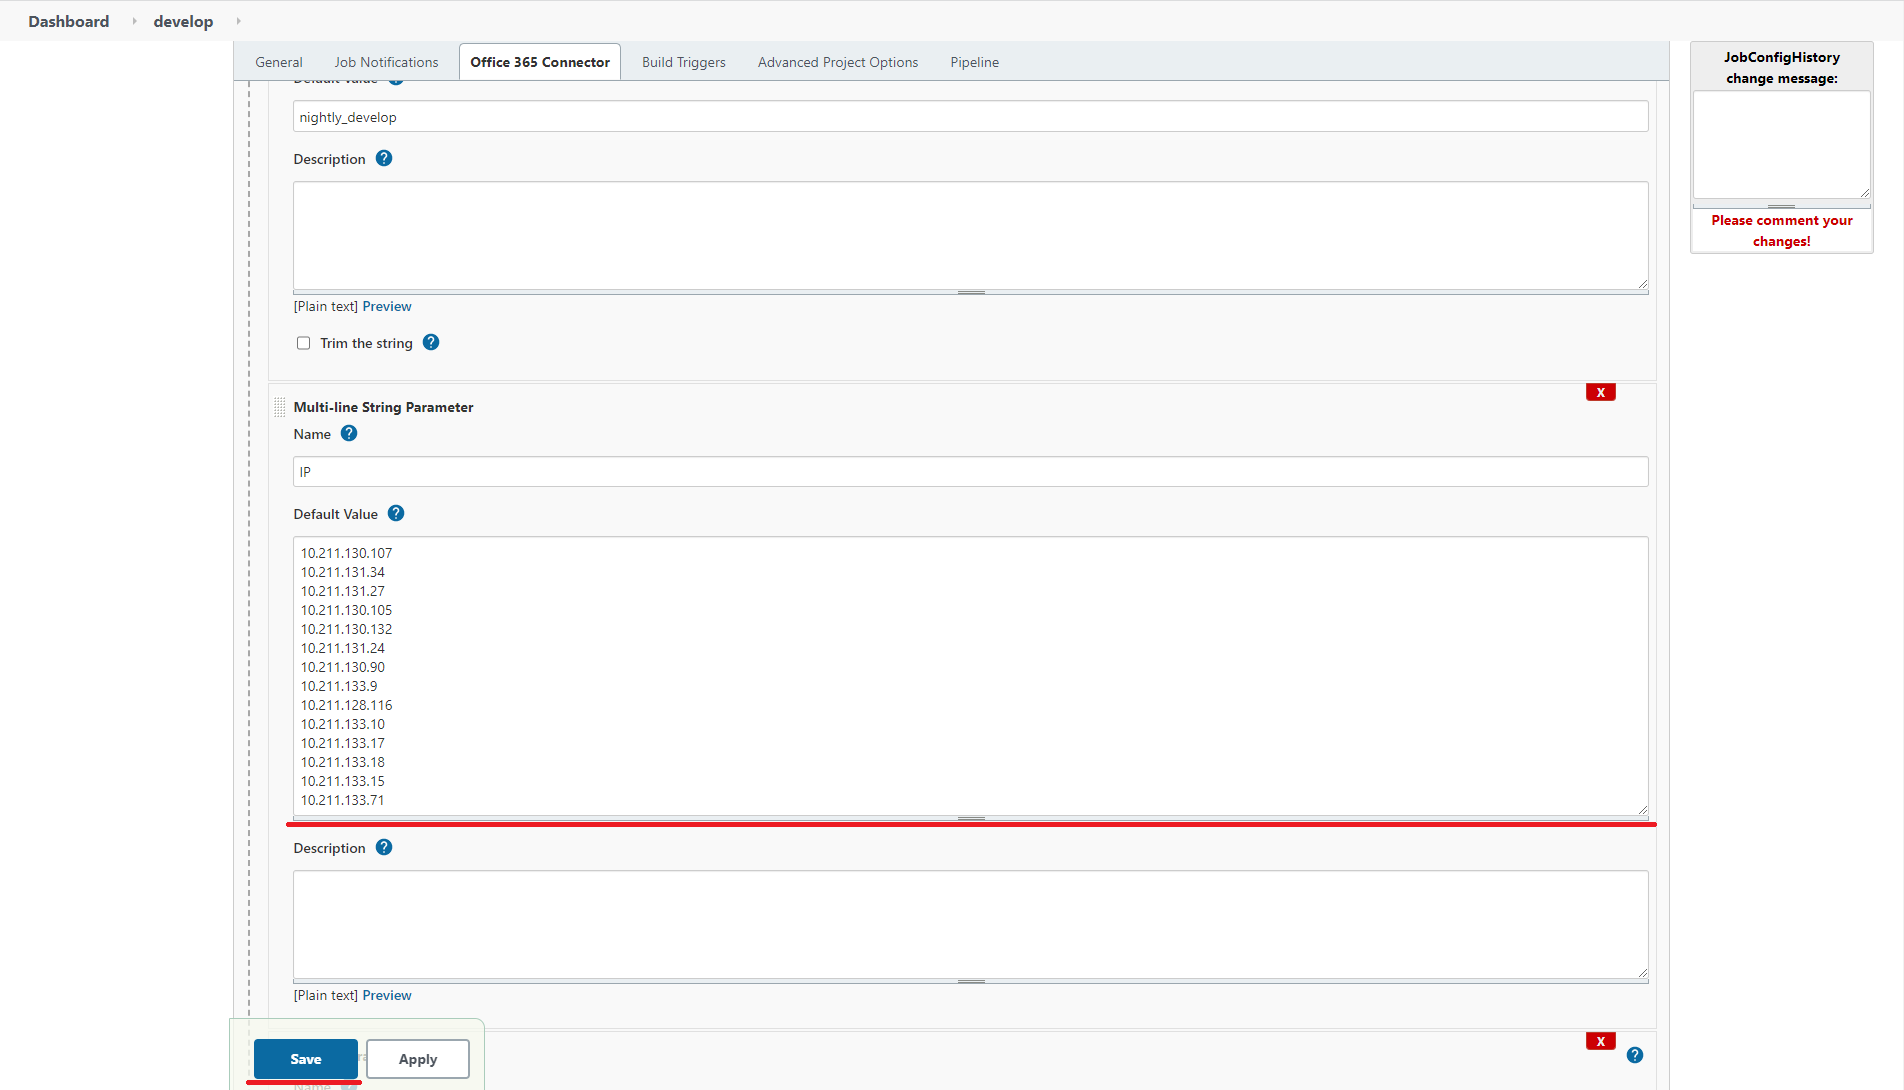 Dashboard develop
General Job Notifications Office 365 Connector Build Triggers Advanced Project Options Pipeline
JobConfigHistory
change message:
Please comment your
changes!
Default Value ?
nightly_develop
Description ?
[Plain text] Preview
Trim the string ?
X
Multi-line String Parameter
Name ?
IP
Default Value ?
10.211.130.107
10.211.131.34
10.211.131.27
10.211.130.105
10.211.130.132
10.211.131.24
10.211.130.90
10.211.133.9
10.211.128.116
10.211.133.10
10.211.133.17
10.211.133.18
10.211.133.15
10.211.133.71
Description ?
[Plain text] Preview
X
Save Apply ?
Name ?